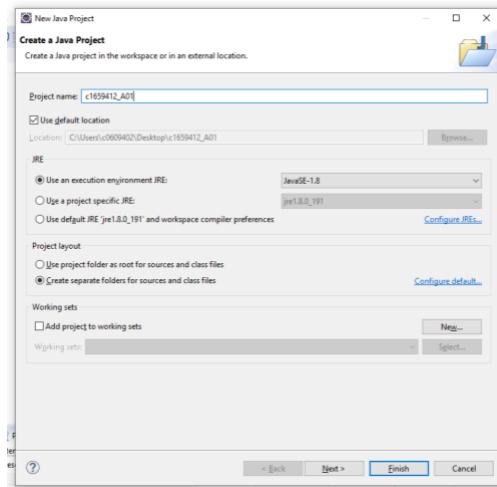 New Java Project
Create a Java Project
Create a Java project in the workspace or in an external location.
Project name: c1659412_A01
Use default location
Location: C:\Users\c0609402\Desktop\c1659412_A01 Browse...
JRE
Use an execution environment JRE: JavaSE-1.8
Use a project specific JRE: jre1.8.0_191
Use default JRE 'jre1.8.0_191' and workspace compiler preferences Configure JREs...
Project layout
Use project folder as root for sources and class files
Create separate folders for sources and class files Configure default...
Working sets
Add project to working sets New...
Working sets: Select...
? < Back Next > Finish Cancel